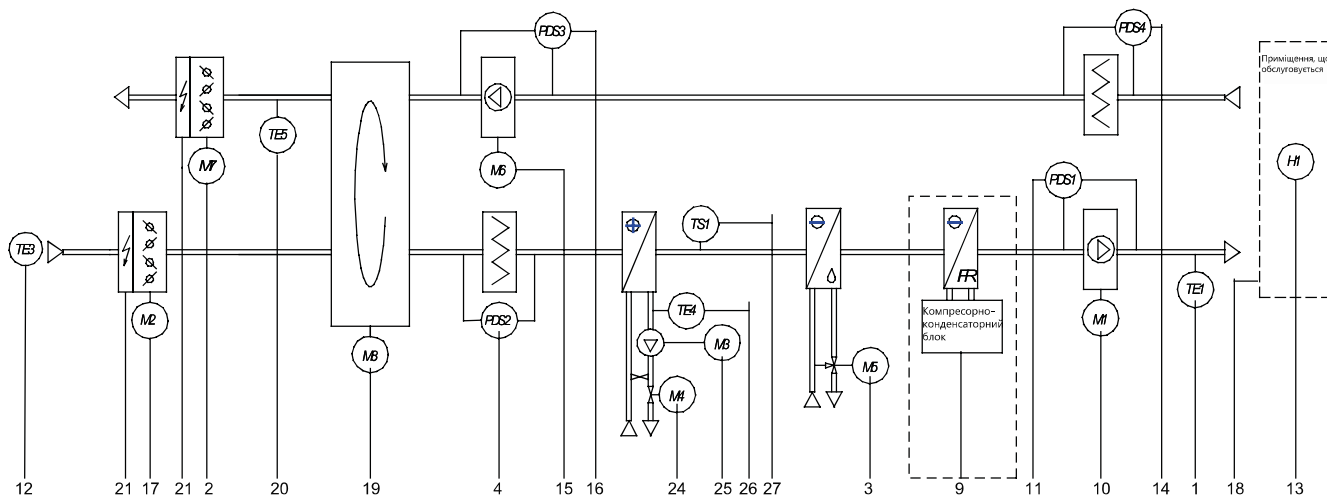 PDS3
PDS4
Приміщення, що
обслуговується
TE5
M7
M6
H1
PDS1
TE3
TS1
M2
PDS2
TE4
FR
TE1
M8
M3
Компресорно-
конденсаторний
блок
M1
M5
M4
12 21 17 21 2 20 19 4 15 16 24 25 26 27 3 9 11 10 14 1 18 13